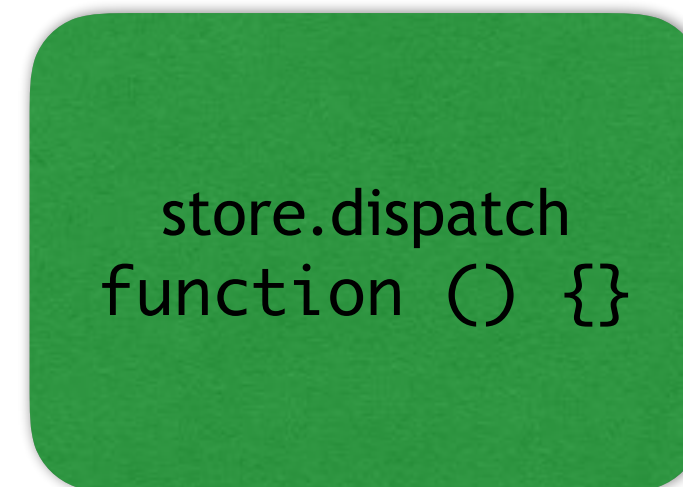 store.dispatch
function () {}